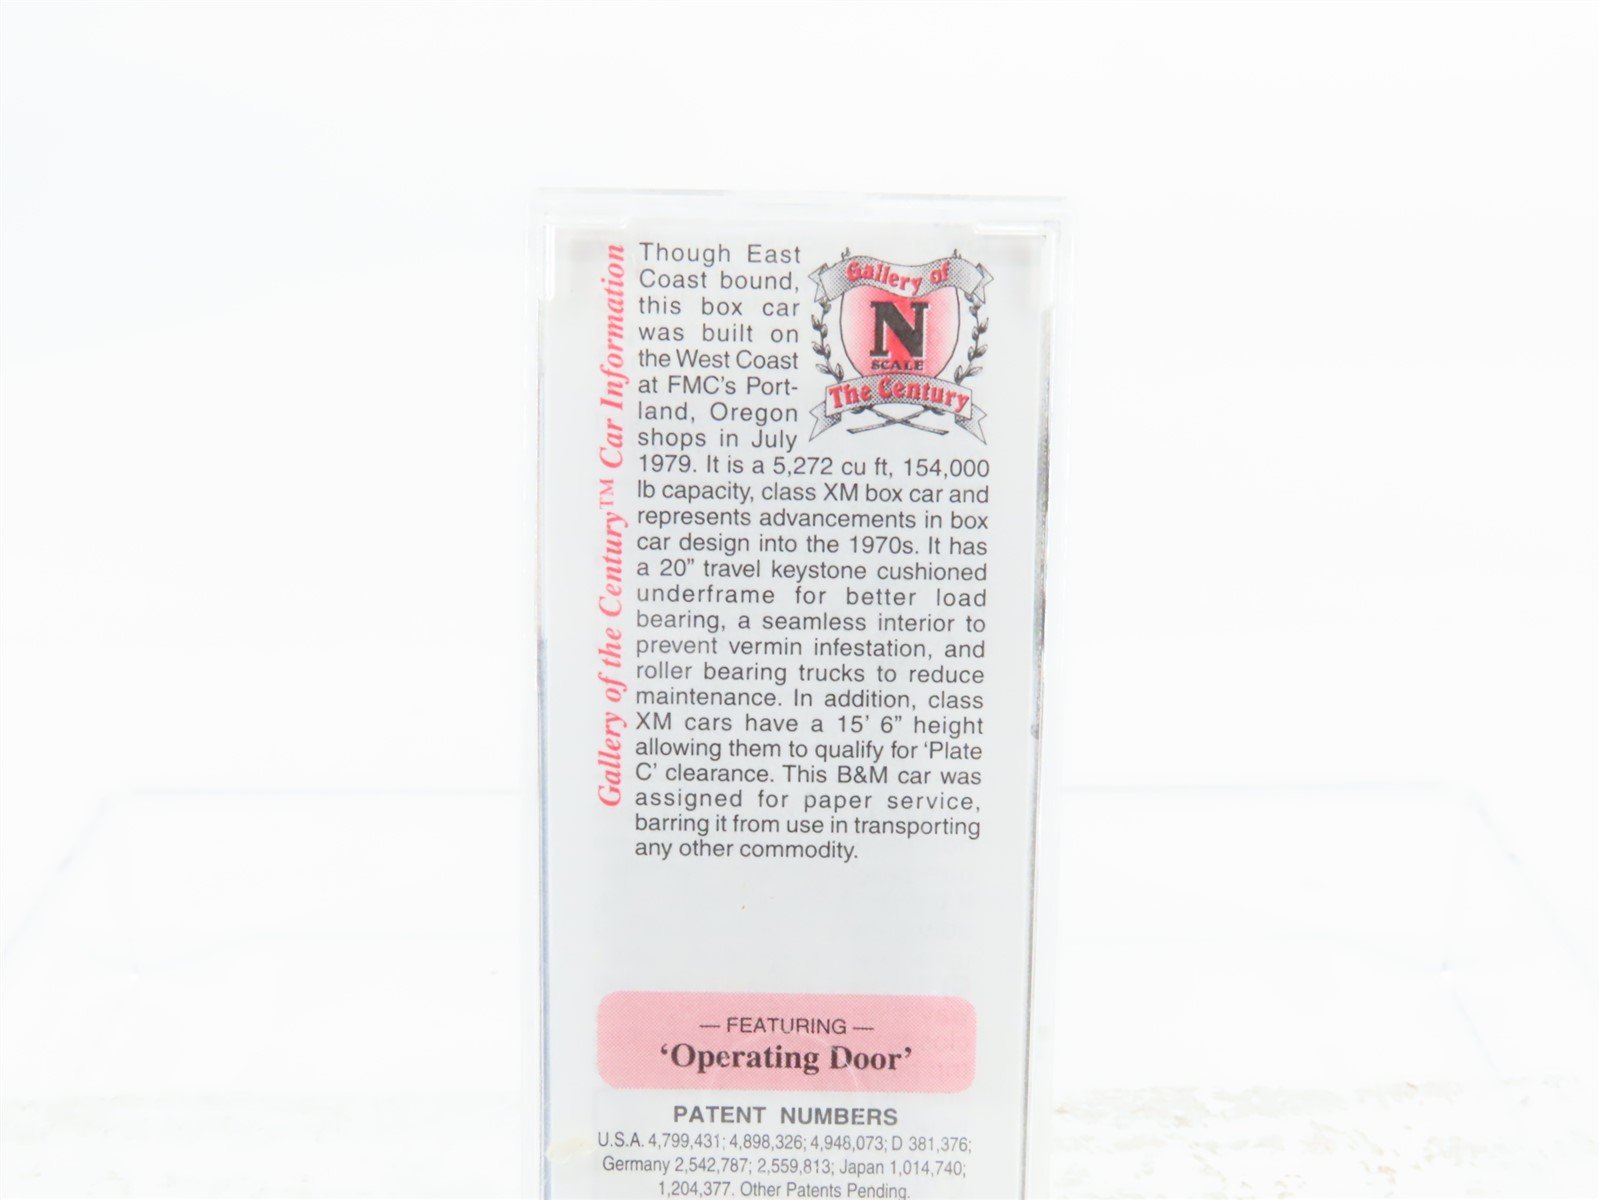 Gallery of the Century™ Car Information
Though East
Coast bound,
this box car
was built on
the West Coast
at FMC's Port-
land, Oregon
shops in July
1979. It is a 5,272 cu ft, 154,000
lb capacity, class XM box car and
represents advancements in box
car design into the 1970s. It has
a 20” travel keystone cushioned
underframe for better load
bearing, a seamless interior to
prevent vermin infestation, and
roller bearing trucks to reduce
maintenance. In addition, class
XM cars have a 15’ 6” height
allowing them to qualify for ‘Plate
C’ clearance. This B&M car was
assigned for paper service,
barring it from use in transporting
any other commodity.
Gallery of
N
SCALE
The Century
— FEATURING —
‘Operating Door’
PATENT NUMBERS
U.S.A. 4,799,431; 4,898,326; 4,948,073; D 381,376;
Germany 2,542,787; 2,559,813; Japan 1,014,740;
1,204,377. Other Patents Pending.